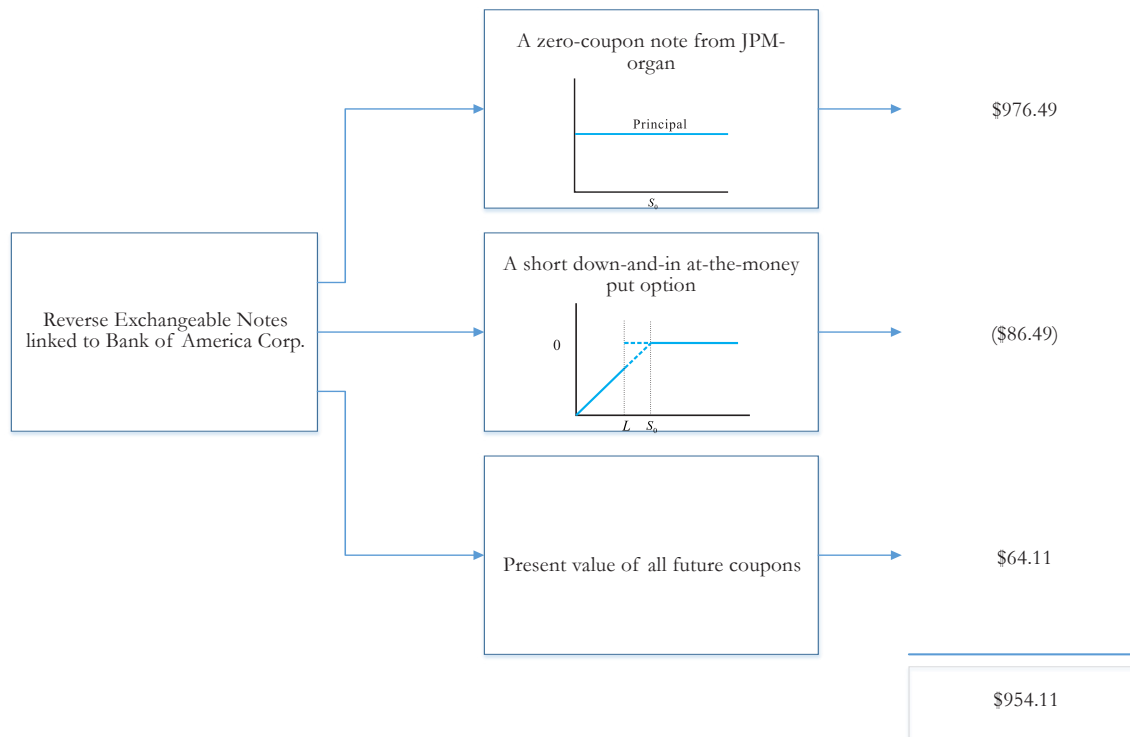 A zero-coupon note from JPM-
organ
Principal
S₀
$976.49
Reverse Exchangeable Notes
linked to Bank of America Corp.
A short down-and-in at-the-money
put option
0
L S₀
($86.49)
Present value of all future coupons
$64.11
$954.11